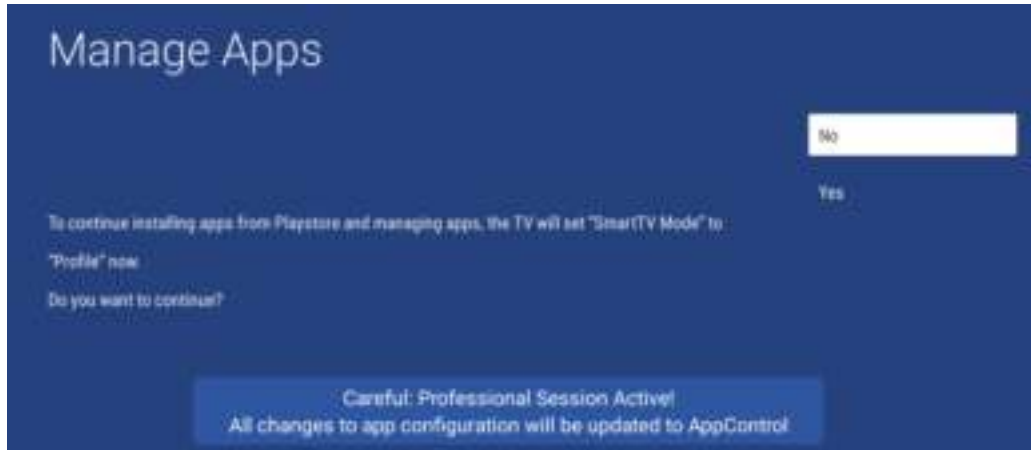 Manage Apps
No
Yes
To continue installing apps from Playstore and managing apps, the TV will set "SmartTV Mode" to
"Profile" now.
Do you want to continue?
Careful: Professional Session Active!
All changes to app configuration will be updated to AppControl